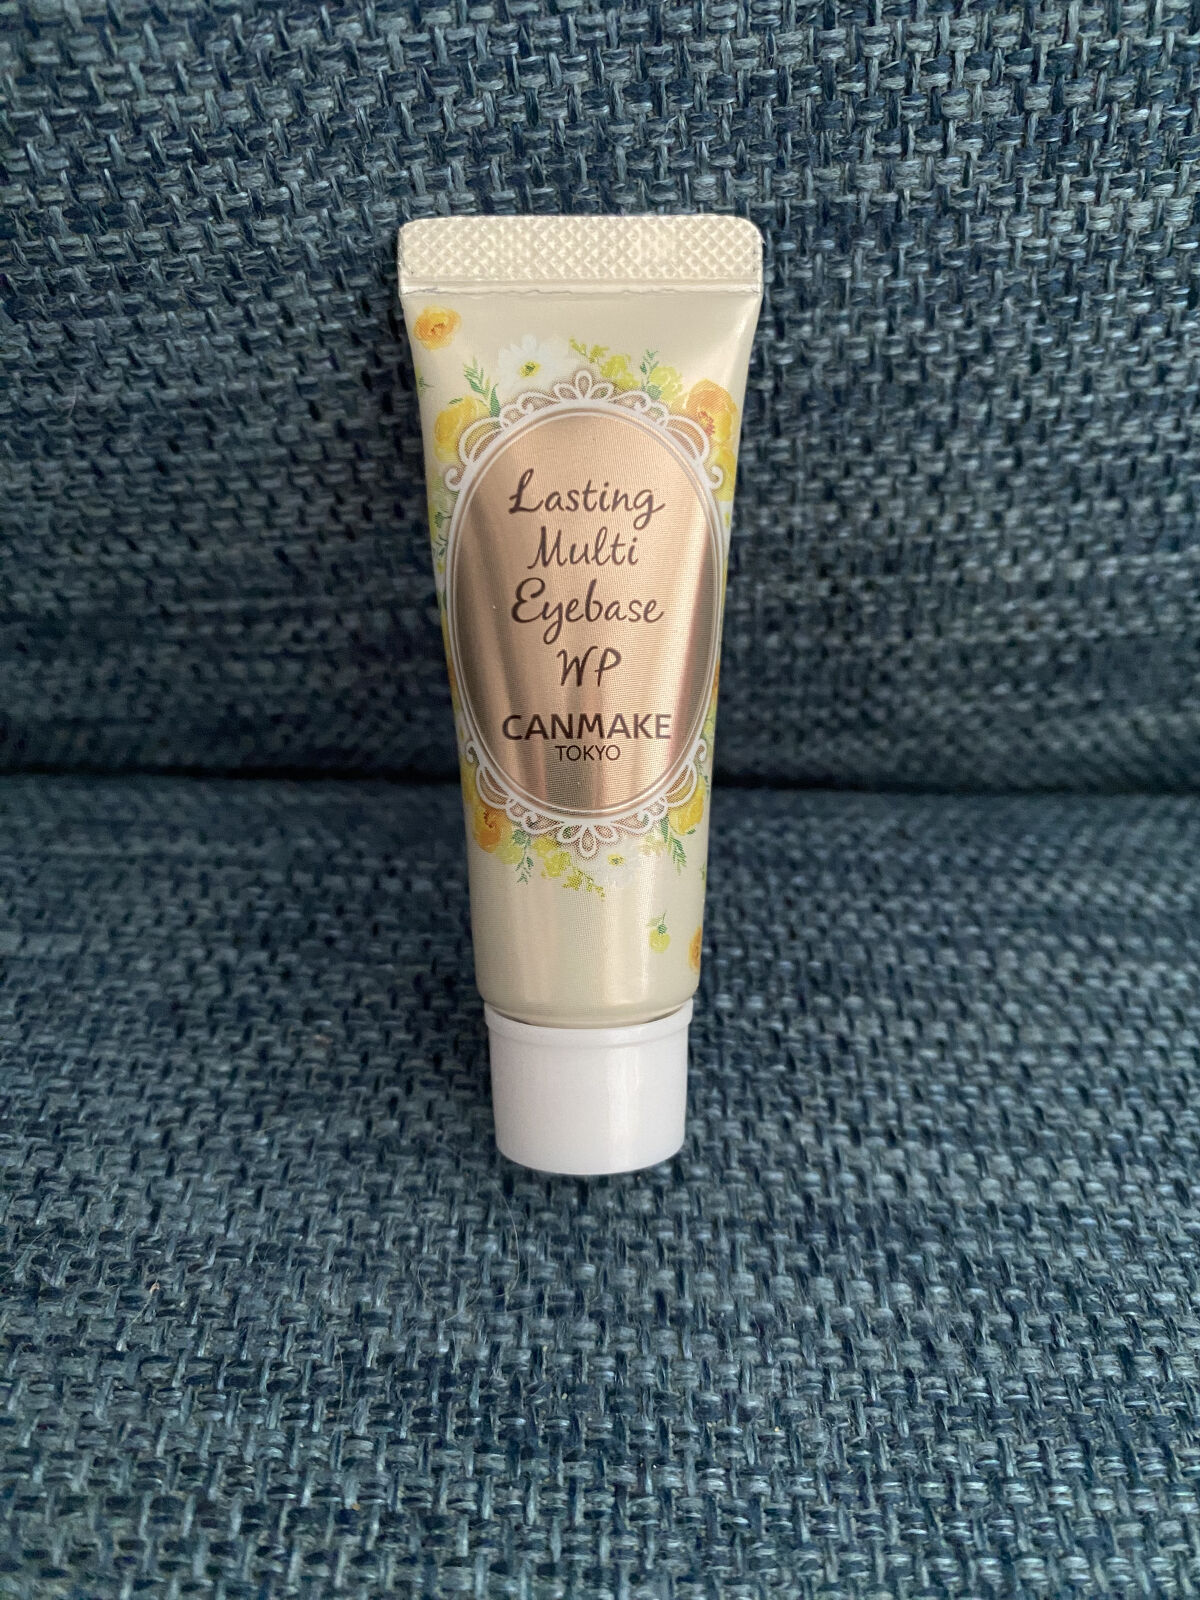 Lasting
Multi
Eyebase
WP
CANMAKE
TOKYO